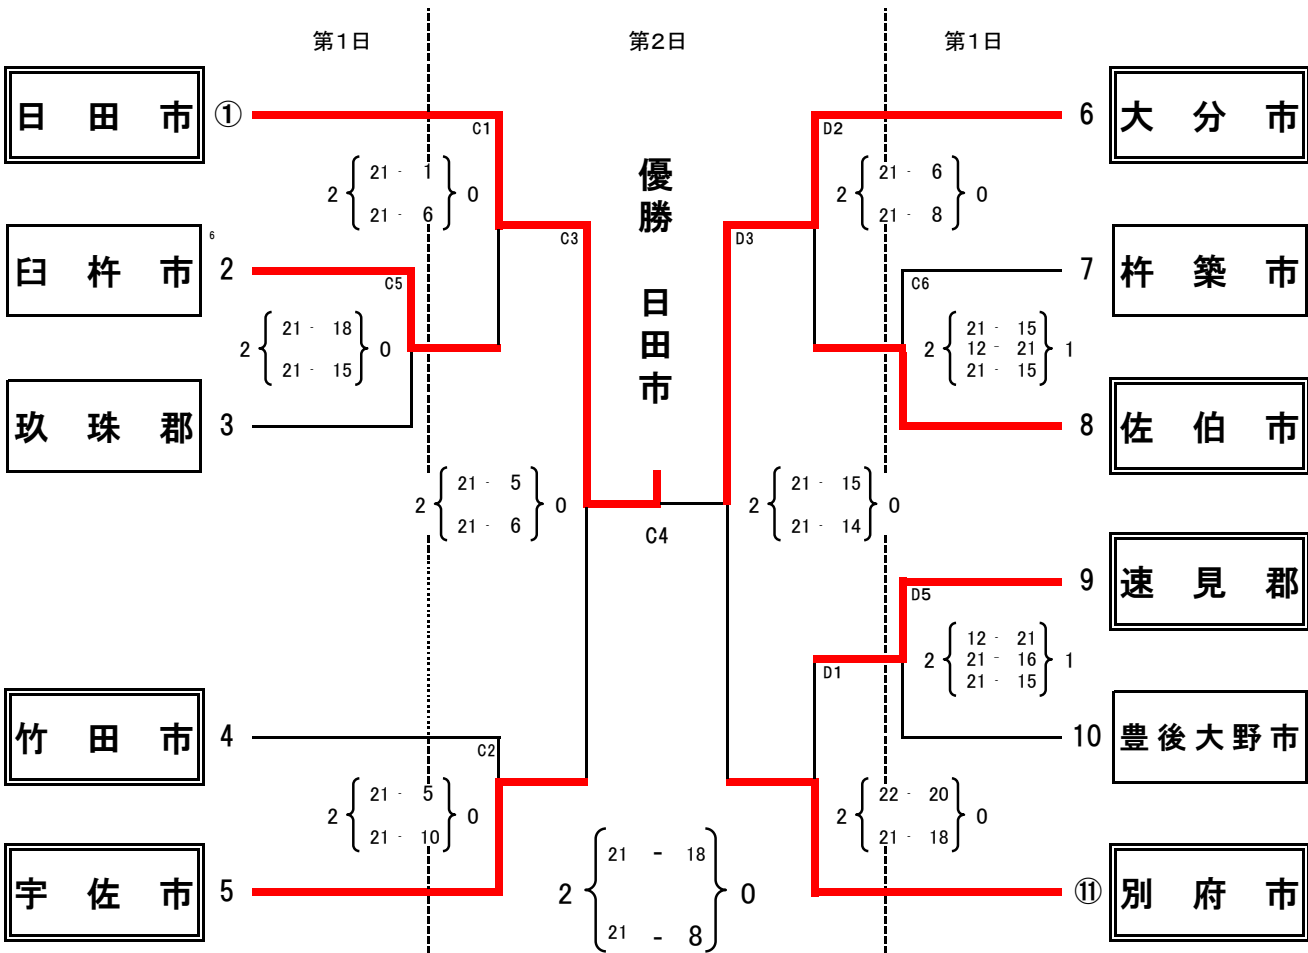 第1日 第2日 第1日
日田市 ① C1
2 21 - 1 0
21 - 6
臼杵市 2 6 C5
2 21 - 18 0
21 - 15
玖珠郡 3
C3
2 21 - 5 0
21 - 6
竹田市 4 C2
2 21 - 5 0
21 - 10
宇佐市 5
優勝 日田市
C4
2 21 - 18 0
21 - 8
D2 6 大分市
2 21 - 6 0
21 - 8
D3
C6 7 杵築市
2 21 - 15 1
12 - 21
21 - 15
8 佐伯市
2 21 - 15 0
21 - 14
D5 9 速見郡
2 12 - 21 1
21 - 16
21 - 15
D1
10 豊後大野市
2 22 - 20 0
21 - 18
⑪ 別府市